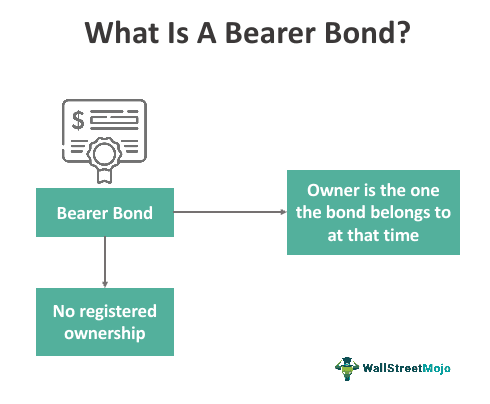 What Is A Bearer Bond?
$
Bearer Bond
Owner is the one
the bond belongs to
at that time
No registered
ownership
WallStreetMojo